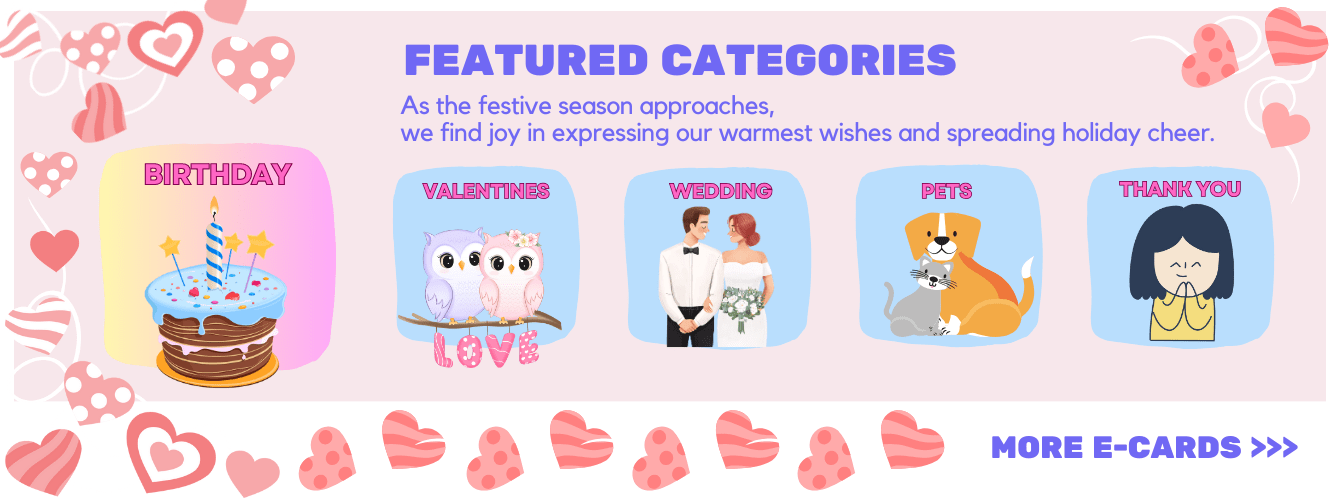 FEATURED CATEGORIES
As the festive season approaches,
we find joy in expressing our warmest wishes and spreading holiday cheer.
BIRTHDAY
VALENTINES
WEDDING
PETS
THANK YOU
LOVE
MORE E-CARDS >>>